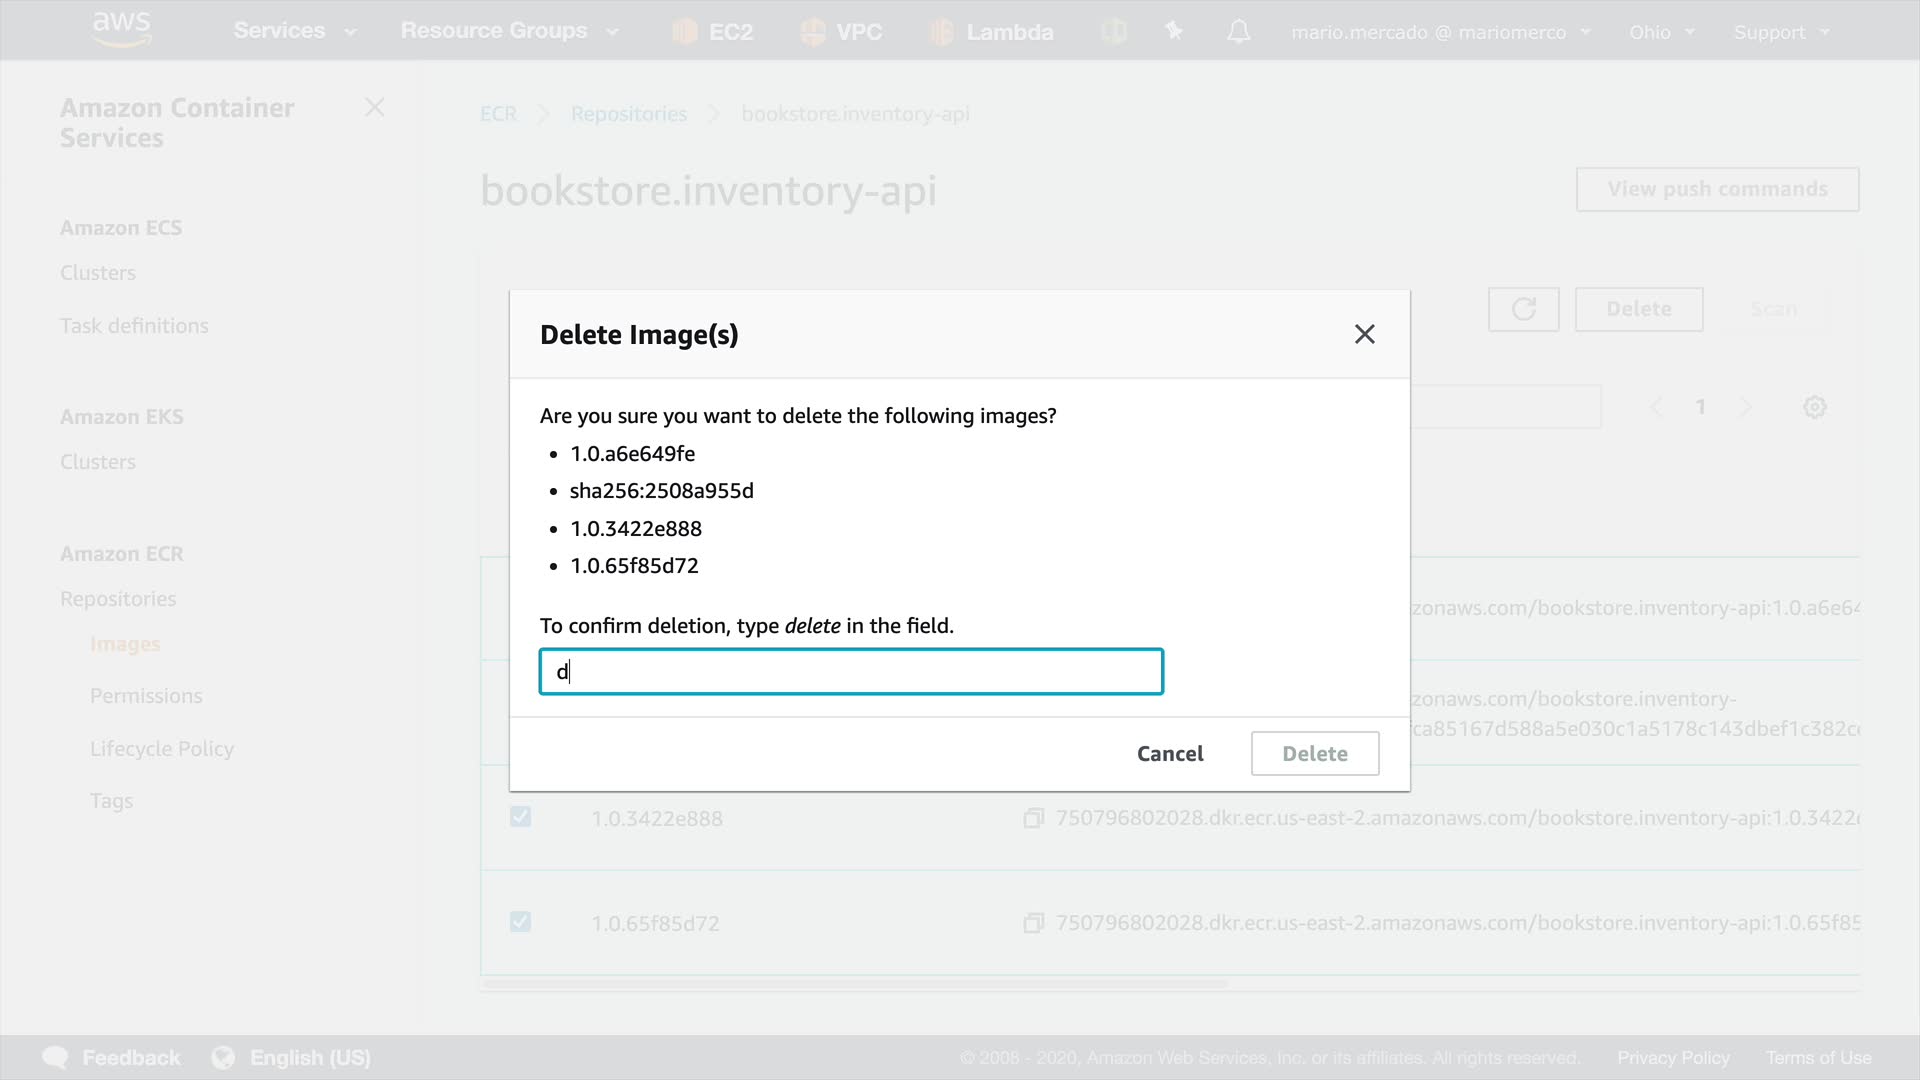 aws Services Resource Groups EC2 VPC Lambda mario.mercado @ mariomerco Ohio Support
Amazon Container
Services
Amazon ECS
Clusters
Task definitions
Amazon EKS
Clusters
Amazon ECR
Repositories
Images
Permissions
Lifecycle Policy
Tags
ECR Repositories bookstore.inventory-api
bookstore.inventory-api
View push commands
Delete Scan
1
Delete Image(s)
Are you sure you want to delete the following images?
• 1.0.a6e649fe
• sha256:2508a955d
• 1.0.3422e888
• 1.0.65f85d72
To confirm deletion, type delete in the field.
d
Cancel Delete
zonaws.com/bookstore.inventory-api:1.0.a6e64
zonaws.com/bookstore.inventory-
ca85167d588a5e030c1a5178c143dbef1c382c
1.0.3422e888 750796802028.dkr.ecr.us-east-2.amazonaws.com/bookstore.inventory-api:1.0.3422
1.0.65f85d72 750796802028.dkr.ecr.us-east-2.amazonaws.com/bookstore.inventory-api:1.0.65f85
Feedback English (US) © 2008 - 2020, Amazon Web Services, Inc. or its affiliates. All rights reserved. Privacy Policy Terms of Use